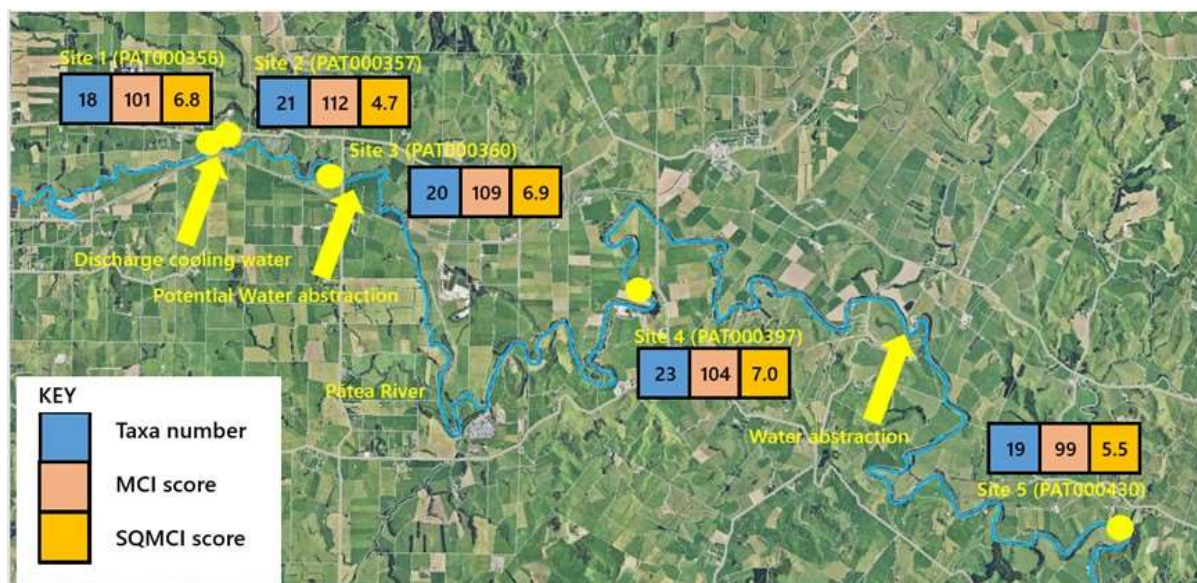 Site 1 (PAT000356)
18 101 6.8
Site 2 (PAT000357)
21 112 4.7
Site 3 (PAT000360)
20 109 6.9
Discharge cooling water
Potential Water abstraction
Site 4 (PAT000397)
23 104 7.0
Pātea River
Water abstraction
19 99 5.5
Site 5 (PAT000430)
KEY
Taxa number
MCI score
SQMCI score